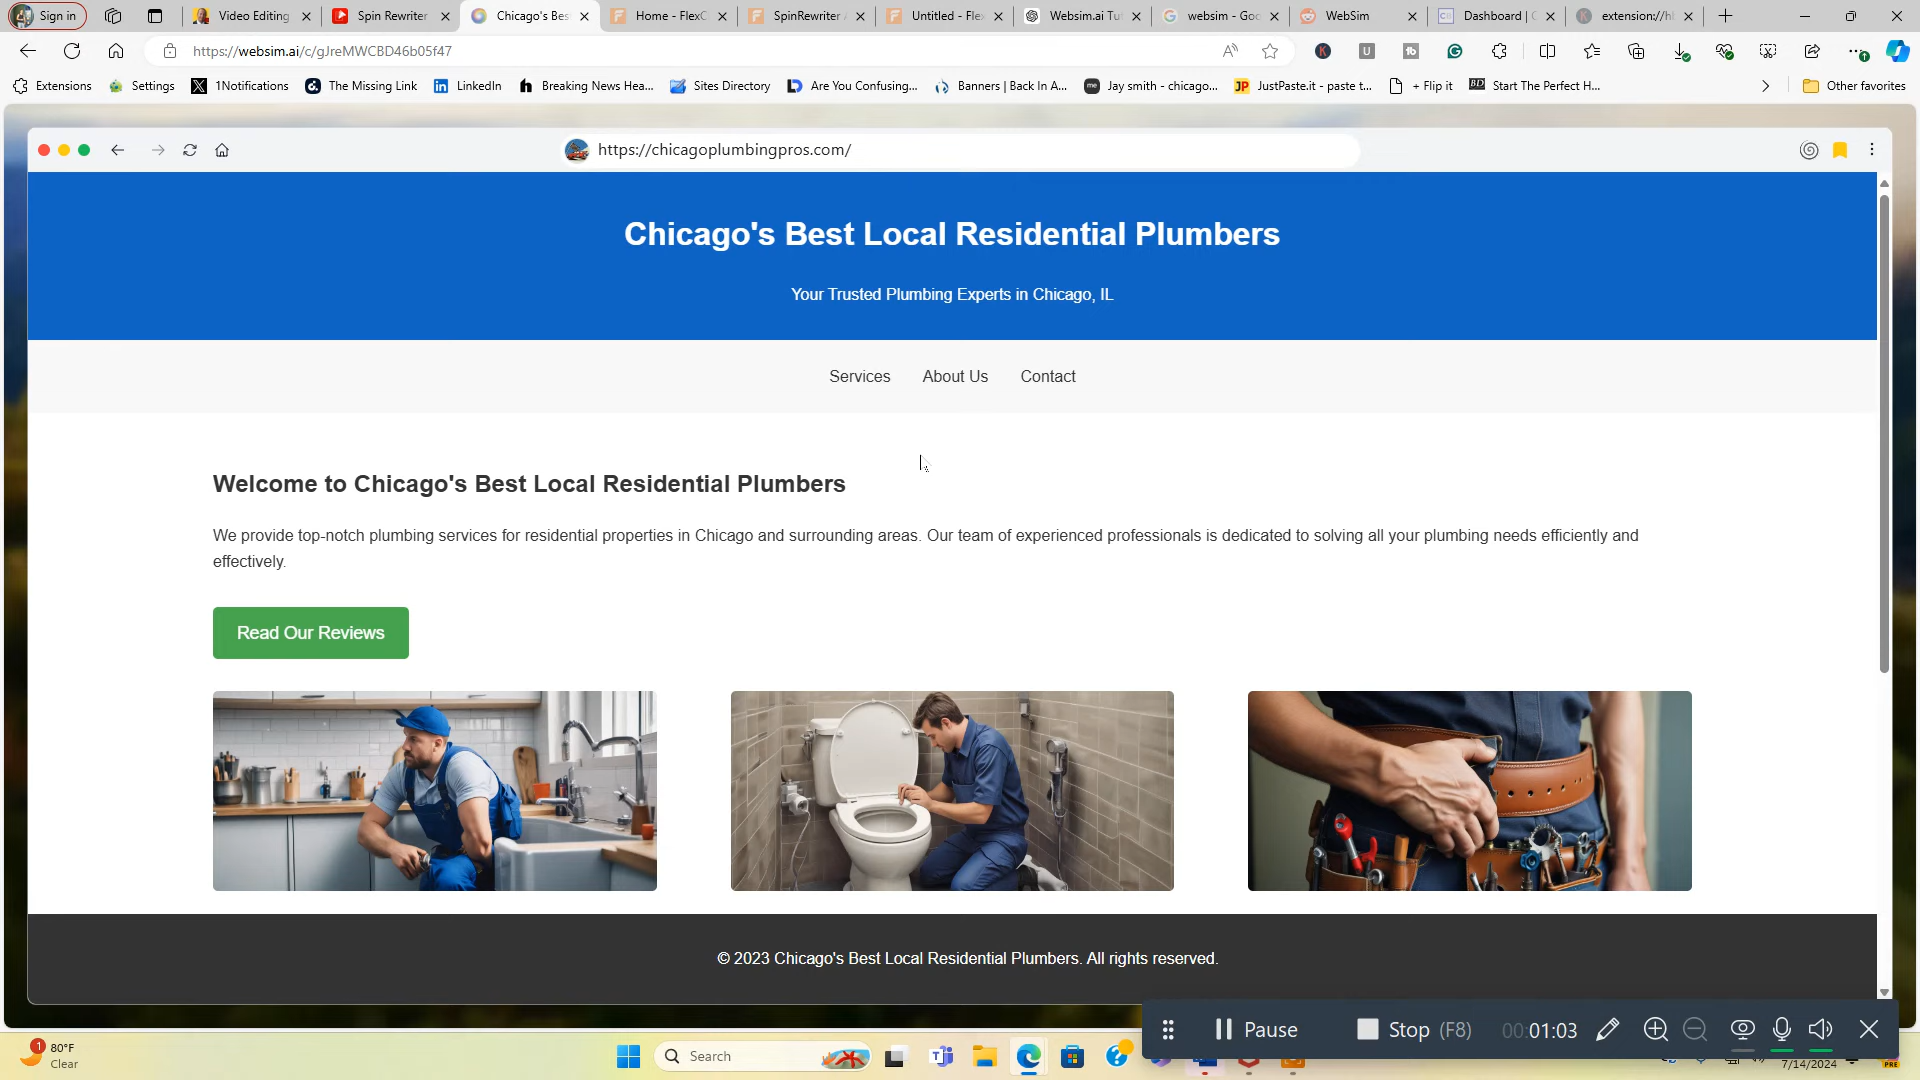 Sign in
Video Editing
Spin Rewriter
Chicago's Bes
Home - FlexC
SpinRewriter A
Untitled - Flex
Websim.ai Tu
websim - Goo
WebSim
Dashboard | C
extension://h
https://websim.ai/c/gJreMWCBD46b05f47
Extensions
Settings
1Notifications
The Missing Link
LinkedIn
Breaking News Hea...
Sites Directory
Are You Confusing...
Banners | Back In A...
Jay smith - chicago...
JustPaste.it - paste t...
+ Flip it
Start The Perfect H...
Other favorites
https://chicagoplumbingpros.com/
Chicago's Best Local Residential Plumbers
Your Trusted Plumbing Experts in Chicago, IL
Services About Us Contact
Welcome to Chicago's Best Local Residential Plumbers
We provide top-notch plumbing services for residential properties in Chicago and surrounding areas. Our team of experienced professionals is dedicated to solving all your plumbing needs efficiently and
effectively.
Read Our Reviews
© 2023 Chicago's Best Local Residential Plumbers. All rights reserved.
Pause
Stop (F8)
00:01:03
1
80°F
Clear
Search
7/14/2024
PRE